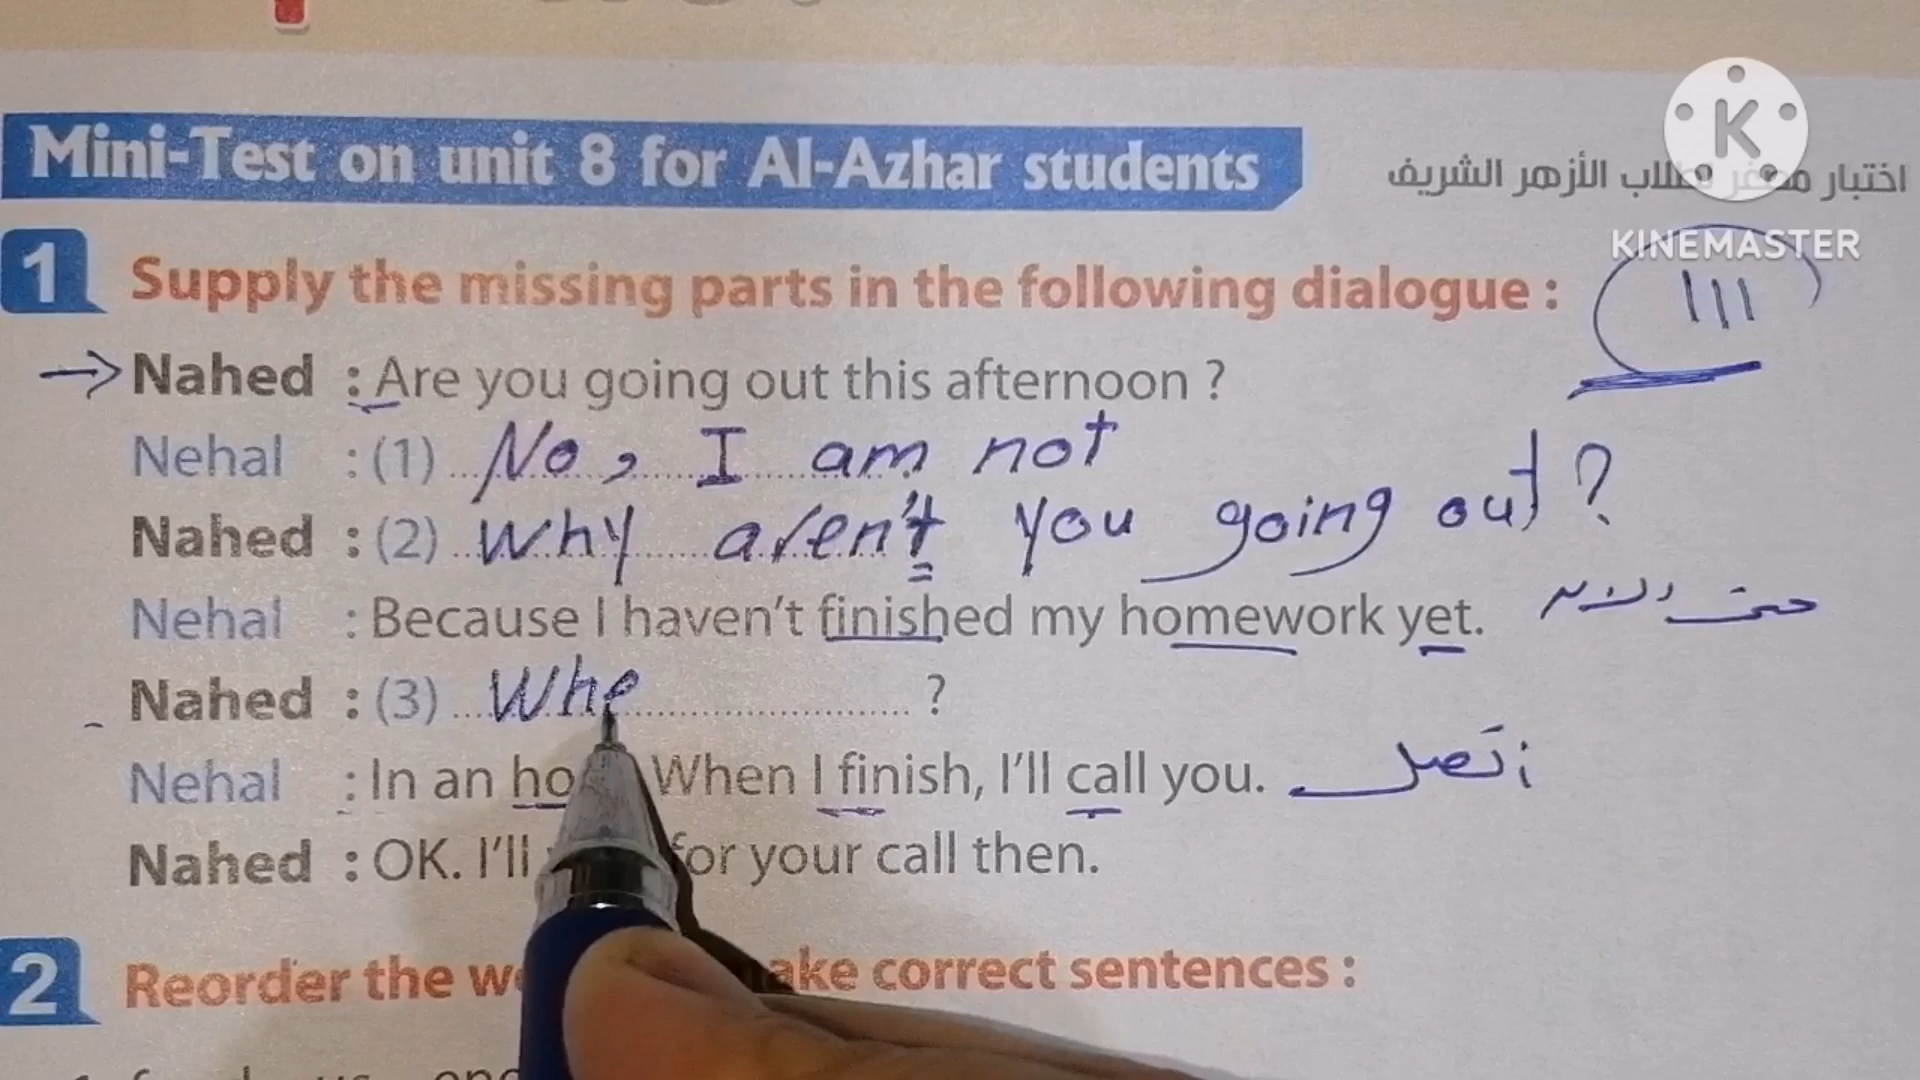 Mini-Test on unit 8 for Al-Azhar students
اختبار مصغر لطلاب الأزهر الشريف
KINEMASTER
1 Supply the missing parts in the following dialogue :
111
Nahed : Are you going out this afternoon ?
Nehal : (1) No, I am not
Nahed : (2) Why aren't you going out ?
Nehal : Because I haven't finished my homework yet.
Nahed : (3) Whe ?
Nehal : In an ho When I finish, I'll call you.
Nahed : OK. I'll for your call then.
2 Reorder the ake correct sentences :